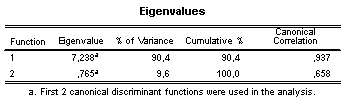 Eigenvalues
Function Eigenvalue % of Variance Cumulative % Canonical Correlation
1 7,238a 90,4 90,4 ,937
2 ,765a 9,6 100,0 ,658
a. First 2 canonical discriminant functions were used in the analysis.